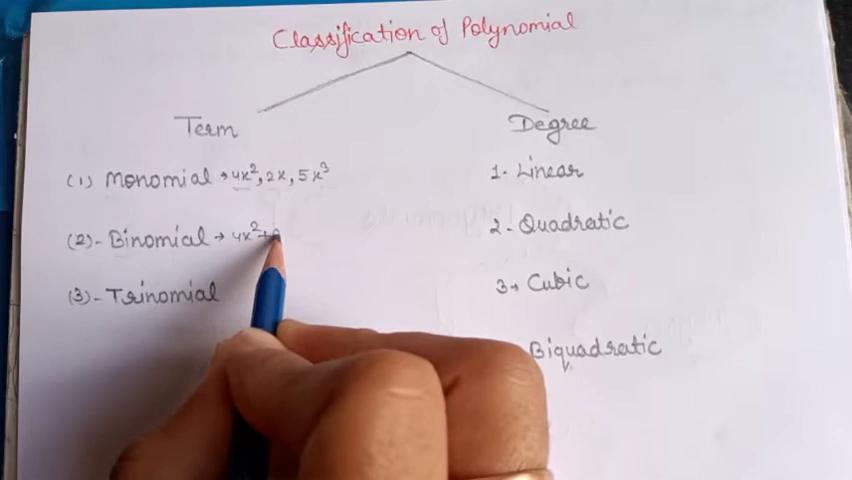 Classification of Polynomial
Term
(1) Monomial → 4x², 2x, 5x³
(2)- Binomial → 4x²+
(3)- Trinomial
Degree
1- Linear
2- Quadratic
3→ Cubic
Biquadratic